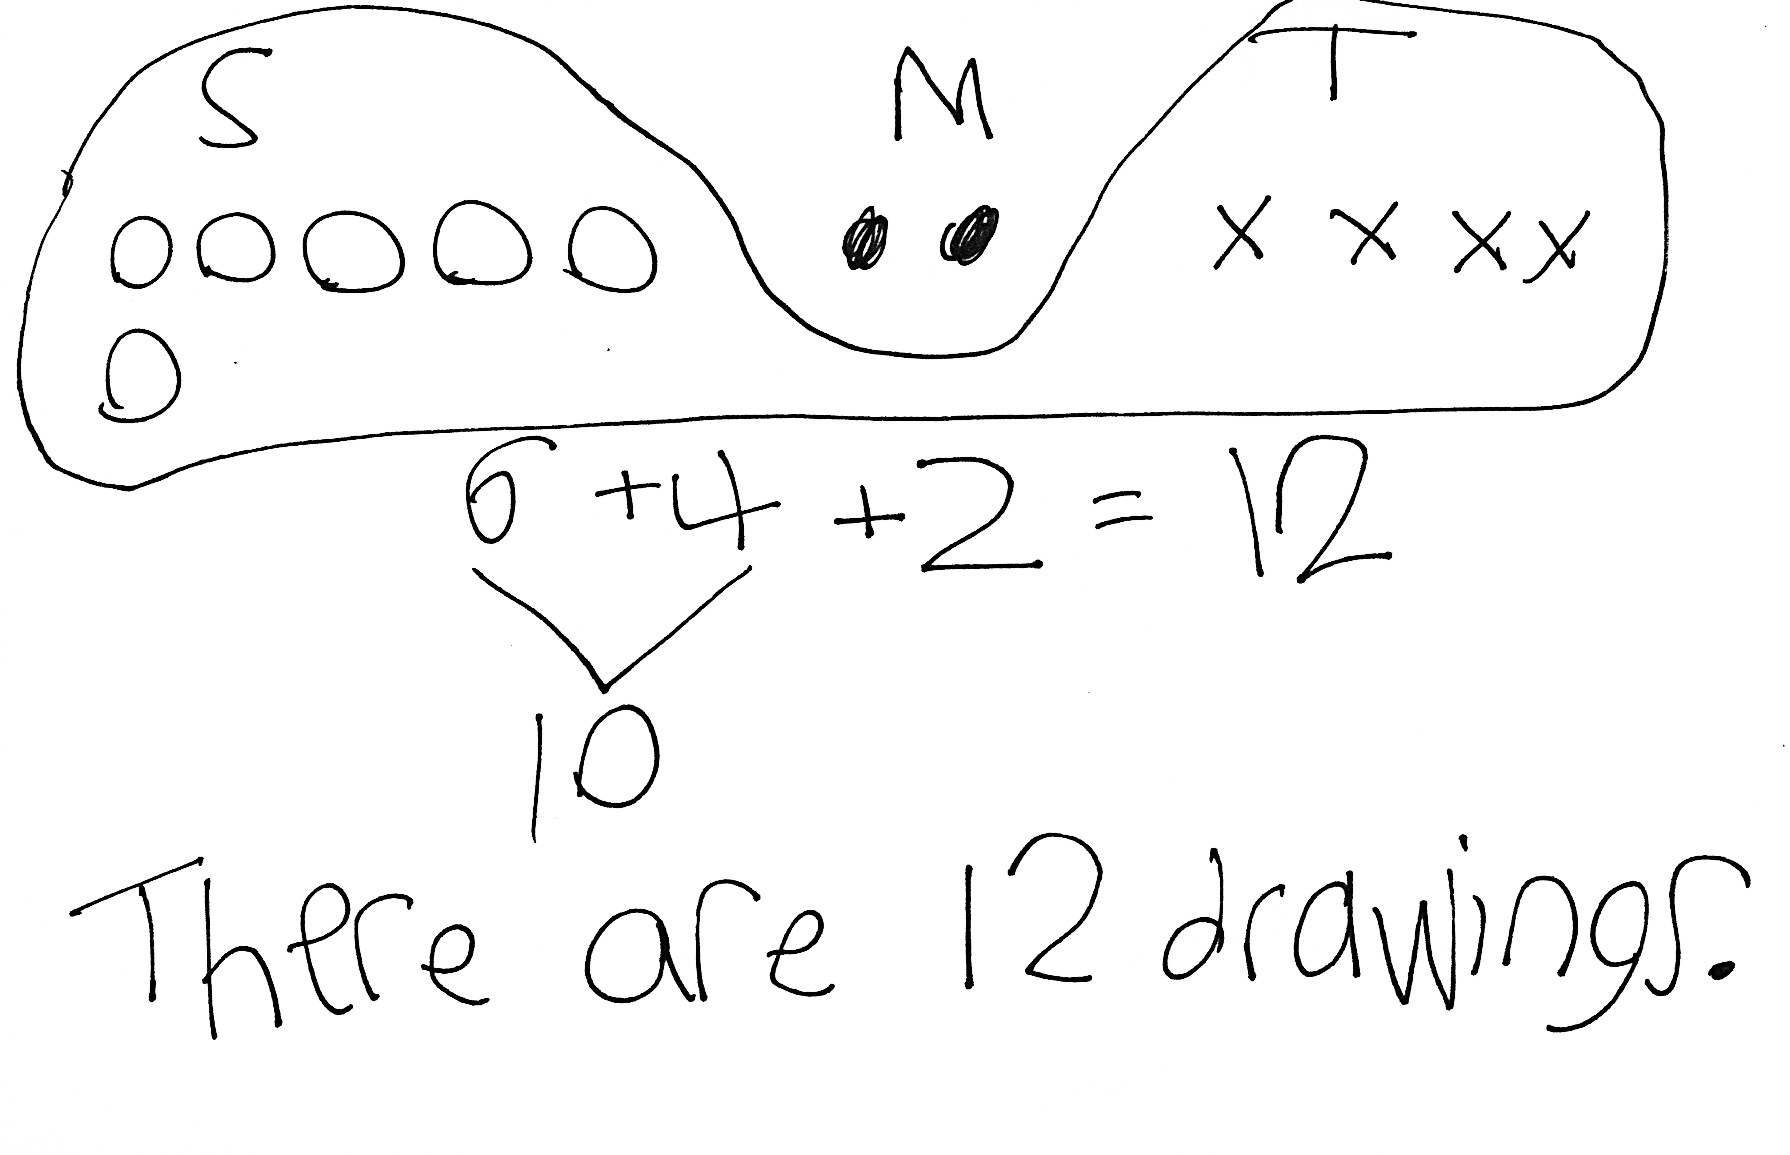 S M T
X X X X
6 + 4 + 2 = 12
10
There are 12 drawings.